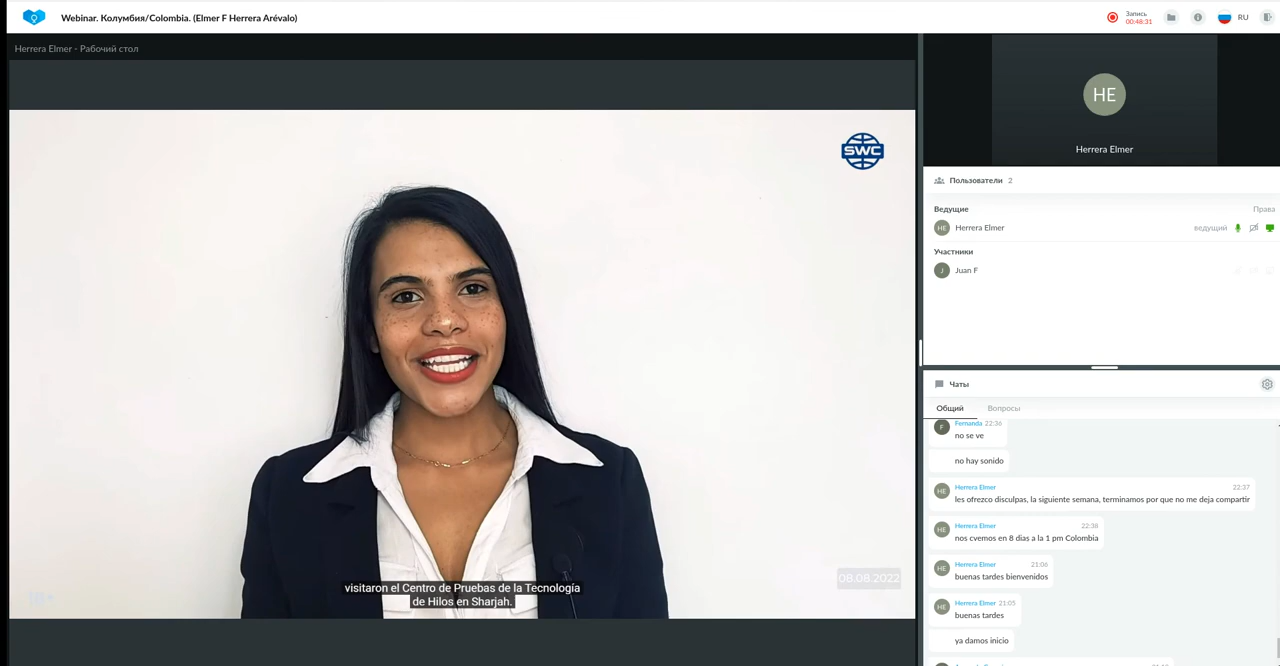 Webinar. Колумбия/Colombia. (Elmer F Herrera Arévalo)
Запись
00:48:31
RU
Herrera Elmer - Рабочий стол
SWC
visitaron el Centro de Pruebas de la Tecnología
de Hilos en Sharjah.
08.08.2022
18+
HE
Herrera Elmer
Пользователи 2
Ведущие Права
HE Herrera Elmer ведущий
Участники
J Juan F
Чаты
Общий Вопросы
F Fernanda 22:36
no se ve
no hay sonido
HE Herrera Elmer 22:37
les ofrezco disculpas, la siguiente semana, terminamos por que no me deja compartir
HE Herrera Elmer 22:38
nos cvemos en 8 dias a la 1 pm Colombia
HE Herrera Elmer 21:06
buenas tardes bienvenidos
HE Herrera Elmer 21:05
buenas tardes
ya damos inicio